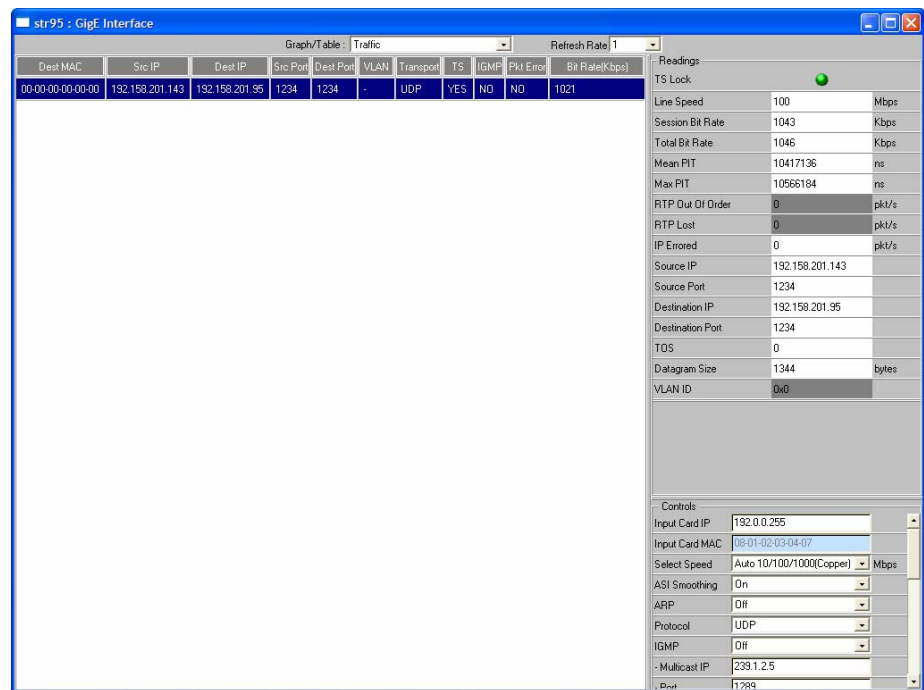 str95 : GigE Interface
Graph/Table : Traffic Refresh Rate 1
Dest MAC Src IP Dest IP Src Port Dest Port VLAN Transport TS IGMP Pkt Error Bit Rate(Kbps)
00-00-00-00-00-00 192.158.201.143 192.158.201.95 1234 1234 - UDP YES NO NO 1021
Readings
TS Lock
Line Speed 100 Mbps
Session Bit Rate 1043 Kbps
Total Bit Rate 1046 Kbps
Mean PIT 10417136 ns
Max PIT 10566184 ns
RTP Out Of Order 0 pkt/s
RTP Lost 0 pkt/s
IP Errored 0 pkt/s
Source IP 192.158.201.143
Source Port 1234
Destination IP 192.158.201.95
Destination Port 1234
TOS 0
Datagram Size 1344 bytes
VLAN ID 0x0
Controls
Input Card IP 192.0.0.255
Input Card MAC 08-01-02-03-04-07
Select Speed Auto 10/100/1000(Copper) Mbps
ASI Smoothing On
ARP Off
Protocol UDP
IGMP Off
- Multicast IP 239.1.2.5
- Port 1289